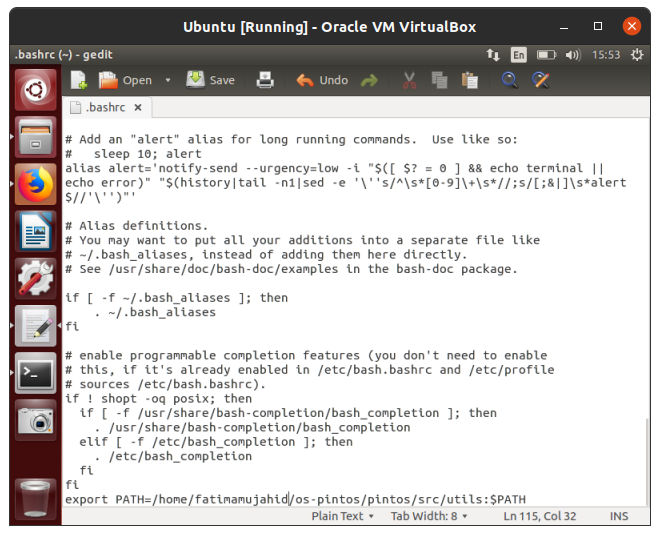 Ubuntu [Running] - Oracle VM VirtualBox
.bashrc (~) - gedit
En
15:53
Open
Save
Undo
.bashrc
# Add an "alert" alias for long running commands.  Use like so:
#   sleep 10; alert
alias alert='notify-send --urgency=low -i "$([ $? = 0 ] && echo terminal ||
echo error)" "$(history|tail -n1|sed -e '\''s/^\s*[0-9]\+\s*//;s/[;&|]\s*alert
$//'\'')"'
# Alias definitions.
# You may want to put all your additions into a separate file like
# ~/.bash_aliases, instead of adding them here directly.
# See /usr/share/doc/bash-doc/examples in the bash-doc package.
if [ -f ~/.bash_aliases ]; then
    . ~/.bash_aliases
fi
# enable programmable completion features (you don't need to enable
# this, if it's already enabled in /etc/bash.bashrc and /etc/profile
# sources /etc/bash.bashrc).
if ! shopt -oq posix; then
  if [ -f /usr/share/bash-completion/bash_completion ]; then
    . /usr/share/bash-completion/bash_completion
  elif [ -f /etc/bash_completion ]; then
    . /etc/bash_completion
  fi
fi
export PATH=/home/fatimamujahid/os-pintos/pintos/src/utils:$PATH
Plain Text
Tab Width: 8
Ln 115, Col 32
INS